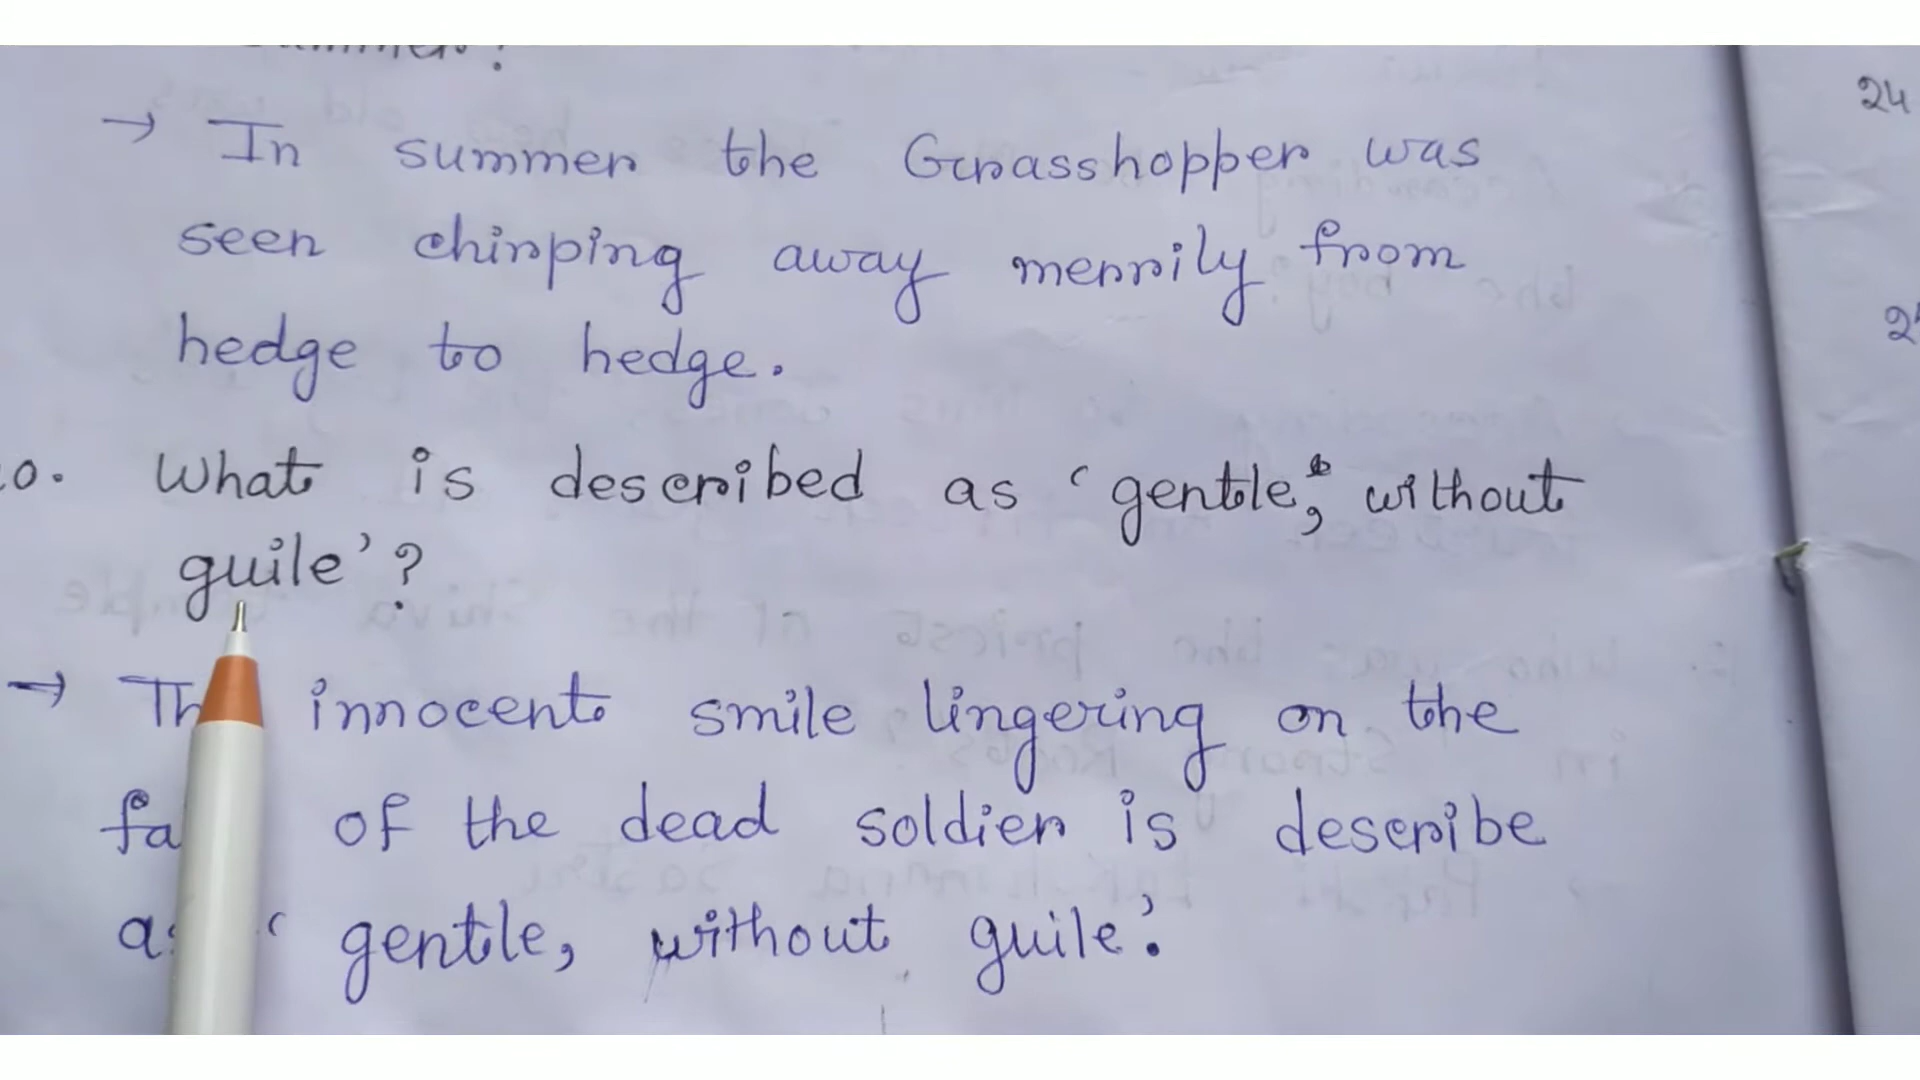 → In summer the Grasshopper was
seen chirping away merrily from
hedge to hedge.
0. What is described as 'gentle, without
guile'?
→ innocent smile lingering on the
of the dead soldier is describe
' gentle, without guile'.
24